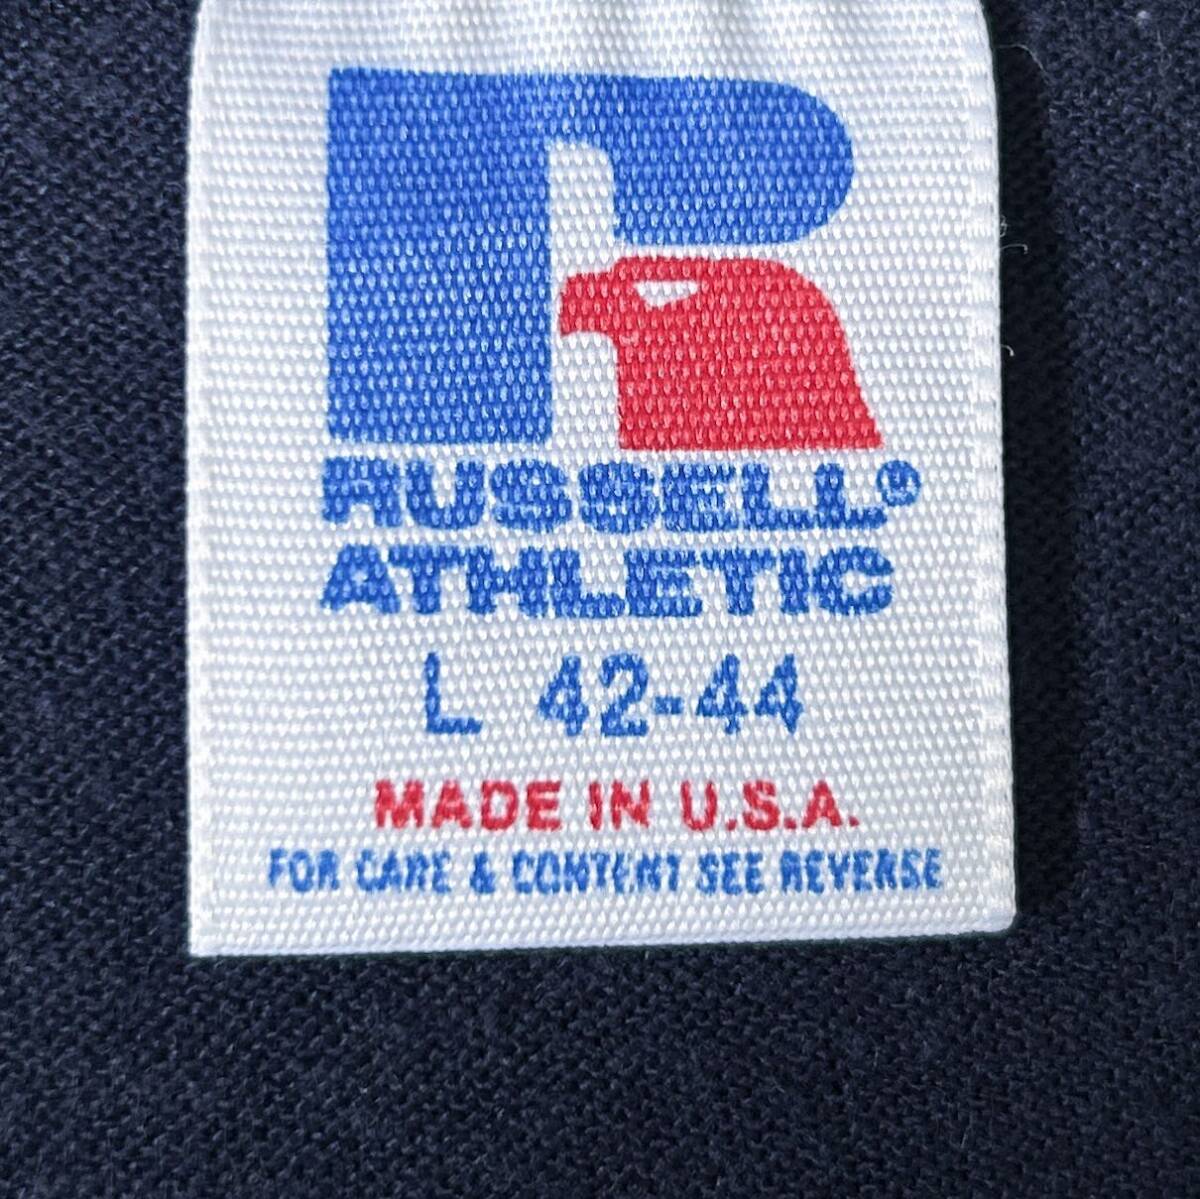 RUSSELL®
ATHLETIC
L 42-44
MADE IN U.S.A.
FOR CARE & CONTENT SEE REVERSE